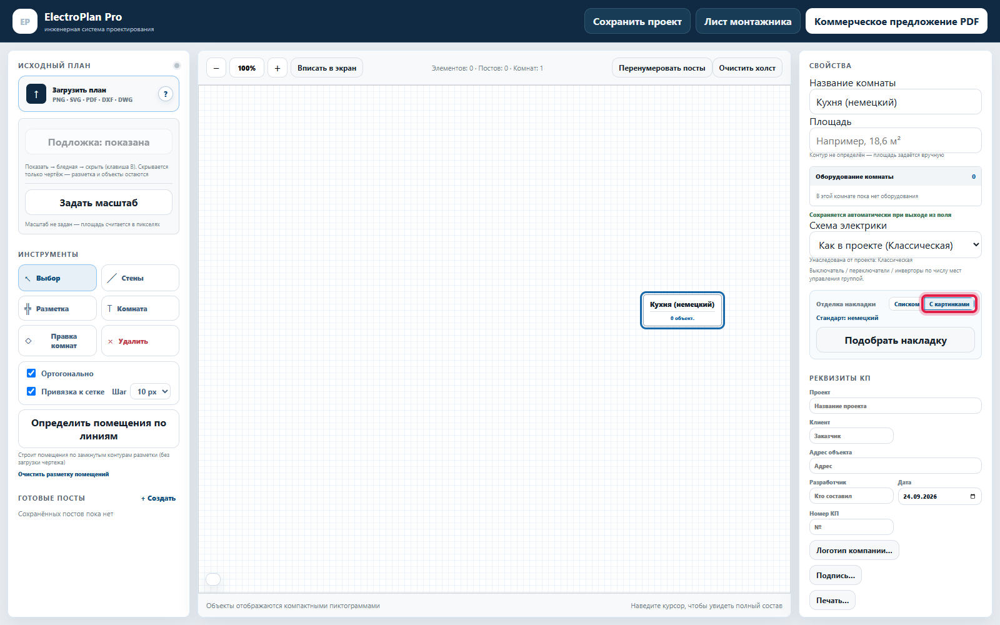 EP
ElectroPlan Pro
инженерная система проектирования
Сохранить проект
Лист монтажника
Коммерческое предложение PDF
ИСХОДНЫЙ ПЛАН
↑
Загрузить план
PNG · SVG · PDF · DXF · DWG
?
Подложка: показана
Показать → бледная → скрыть (клавиша B). Скрывается
только чертёж — разметка и объекты остаются
Задать масштаб
Масштаб не задан — площадь считается в пикселях
ИНСТРУМЕНТЫ
Выбор
Стены
Разметка
Комната
Правка
комнат
Удалить
Ортогонально
Привязка к сетке
Шаг
10 px
Определить помещения по
линиям
Строит помещения по замкнутым контурам разметки (без
загрузки чертежа)
Очистить разметку помещений
ГОТОВЫЕ ПОСТЫ
+ Создать
Сохранённых постов пока нет
−
100%
+
Вписать в экран
Элементов: 0 · Постов: 0 · Комнат: 1
Перенумеровать посты
Очистить холст
Кухня (немецкий)
0 объект.
Объекты отображаются компактными пиктограммами
Наведите курсор, чтобы увидеть полный состав
СВОЙСТВА
Название комнаты
Кухня (немецкий)
Площадь
Например, 18,6 м²
Контур не определён — площадь задаётся вручную
Оборудование комнаты
0
В этой комнате пока нет оборудования
Сохраняется автоматически при выходе из поля
Схема электрики
Как в проекте (Классическая)
Унаследована от проекта: Классическая
Выключатель / переключатели / инверторы по числу мест
управления группой.
Отделка накладки
Списком
С картинками
Стандарт: немецкий
Подобрать накладку
РЕКВИЗИТЫ КП
Проект
Название проекта
Клиент
Заказчик
Адрес объекта
Адрес
Разработчик
Дата
Кто составил
24.09.2026
Номер КП
№
Логотип компании...
Подпись...
Печать...